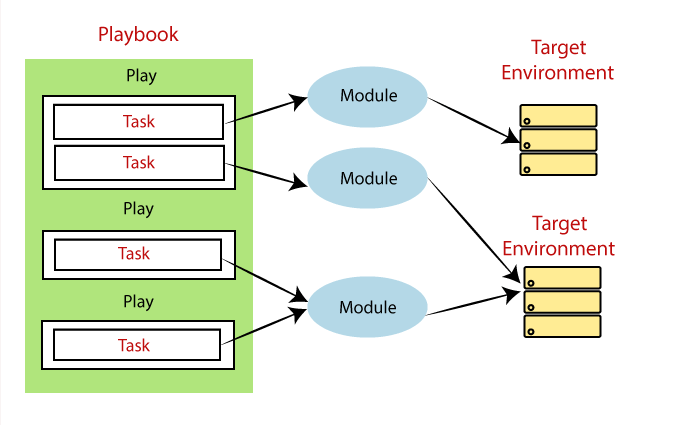 Playbook
Play
Task
Task
Play
Task
Play
Task
Module
Module
Module
Target
Environment
Target
Environment